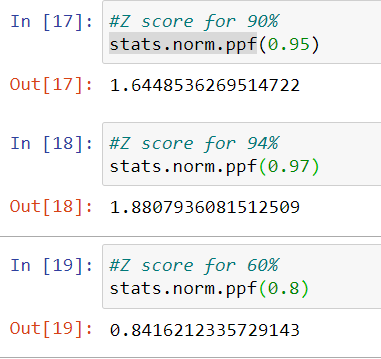 In [17]: #Z score for 90%
stats.norm.ppf(0.95)
Out[17]: 1.6448536269514722
In [18]: #Z score for 94%
stats.norm.ppf(0.97)
Out[18]: 1.8807936081512509
In [19]: #Z score for 60%
stats.norm.ppf(0.8)
Out[19]: 0.8416212335729143